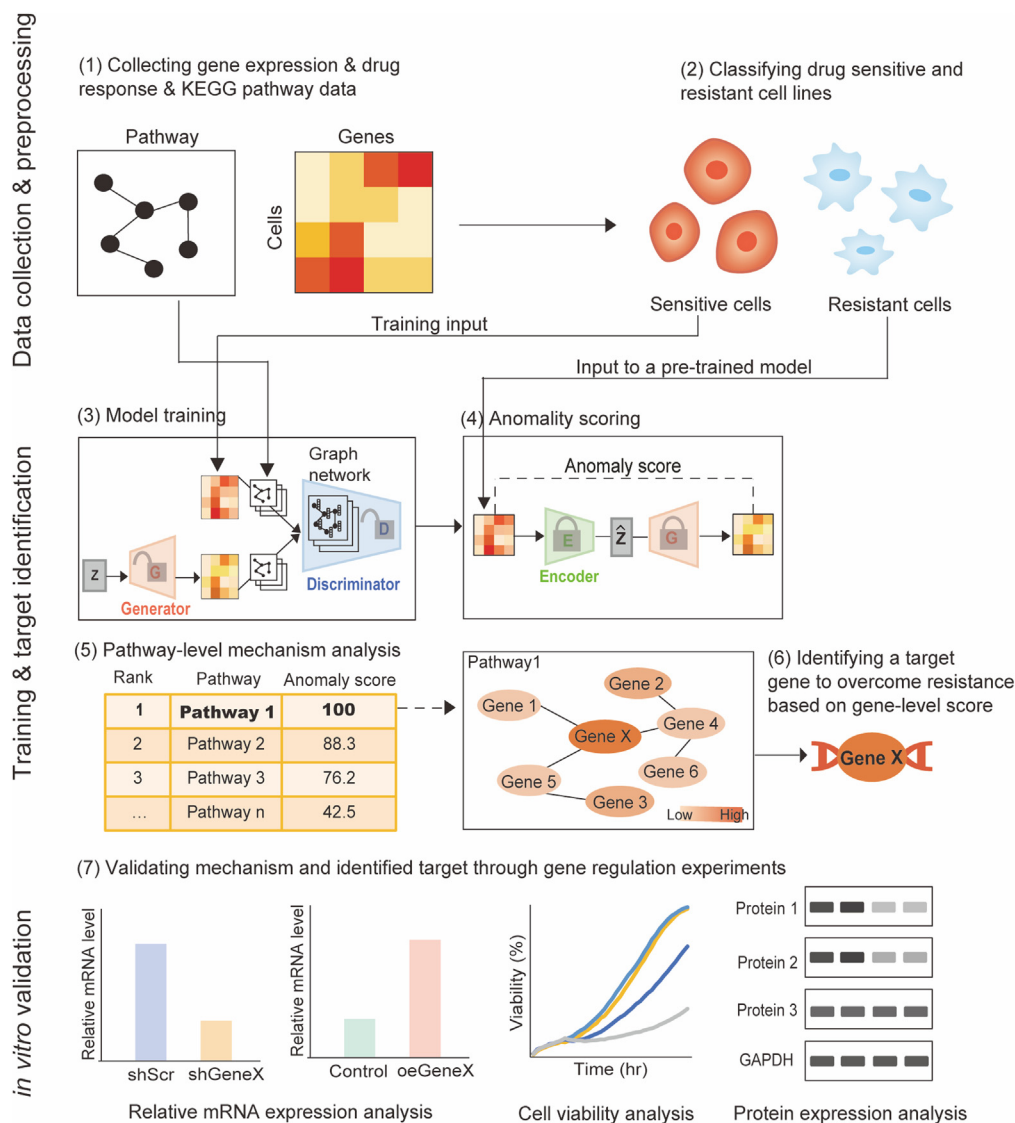 Data collection & preprocessing
(1) Collecting gene expression & drug
response & KEGG pathway data
(2) Classifying drug sensitive and
resistant cell lines
Pathway
Genes
Cells
Sensitive cells
Resistant cells
Training input
Input to a pre-trained model
Training & target identification
(3) Model training
(4) Anomality scoring
Graph
network
Anomaly score
D
E
Ẑ
G
z
G
Encoder
Discriminator
Generator
(5) Pathway-level mechanism analysis
Rank Pathway Anomaly score
1 Pathway 1 100
2 Pathway 2 88.3
3 Pathway 3 76.2
... Pathway n 42.5
Pathway1
Gene 1
Gene 2
Gene X
Gene 4
Gene 5
Gene 6
Gene 3
Low High
(6) Identifying a target
gene to overcome resistance
based on gene-level score
Gene X
in vitro validation
(7) Validating mechanism and identified target through gene regulation experiments
Relative mRNA level
shScr shGeneX
Relative mRNA level
Control oeGeneX
Relative mRNA expression analysis
Viability (%)
Time (hr)
Cell viability analysis
Protein 1
Protein 2
Protein 3
GAPDH
Protein expression analysis